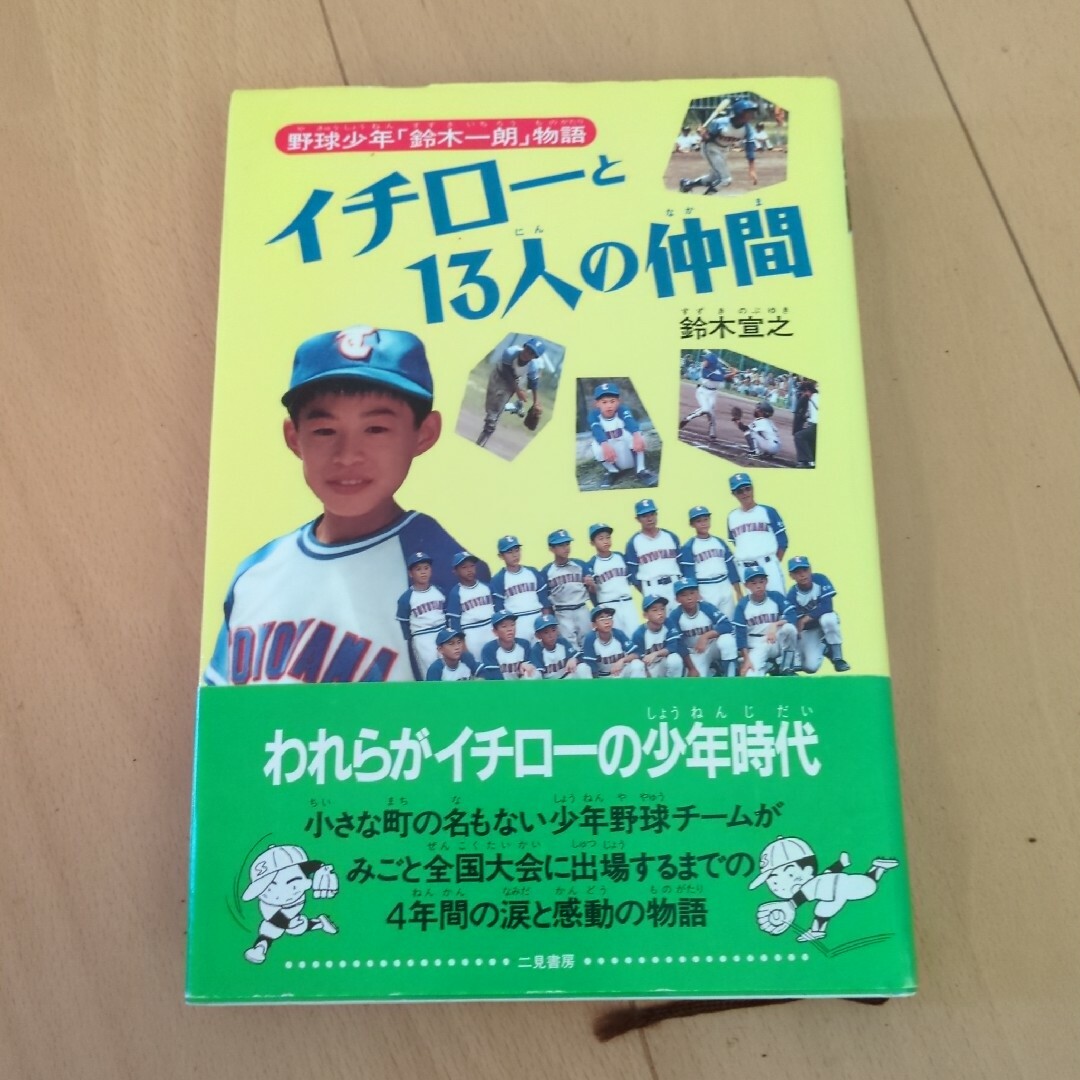 野球少年「鈴木一朗」物語
イチローと
13人の仲間
鈴木宣之
TOYOYAMA
われらがイチローの少年時代
小さな町の名もない少年野球チームが
みごと全国大会に出場するまでの
4年間の涙と感動の物語
二見書房